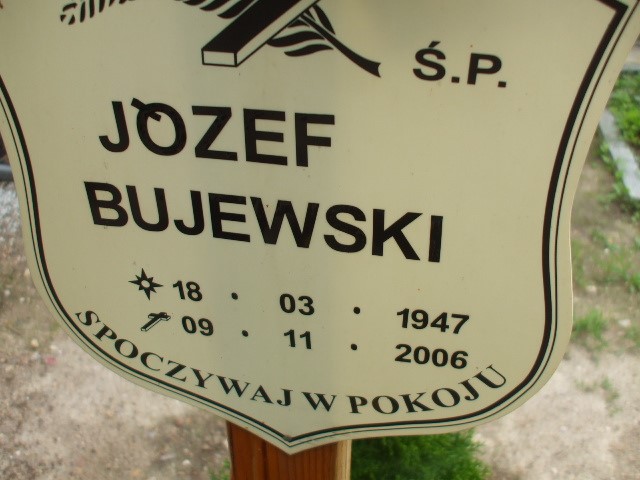 Ś.P.
JÓZEF
BUJEWSKI
18 . 03 . 1947
09 . 11 . 2006
SPOCZYWAJ W POKOJU